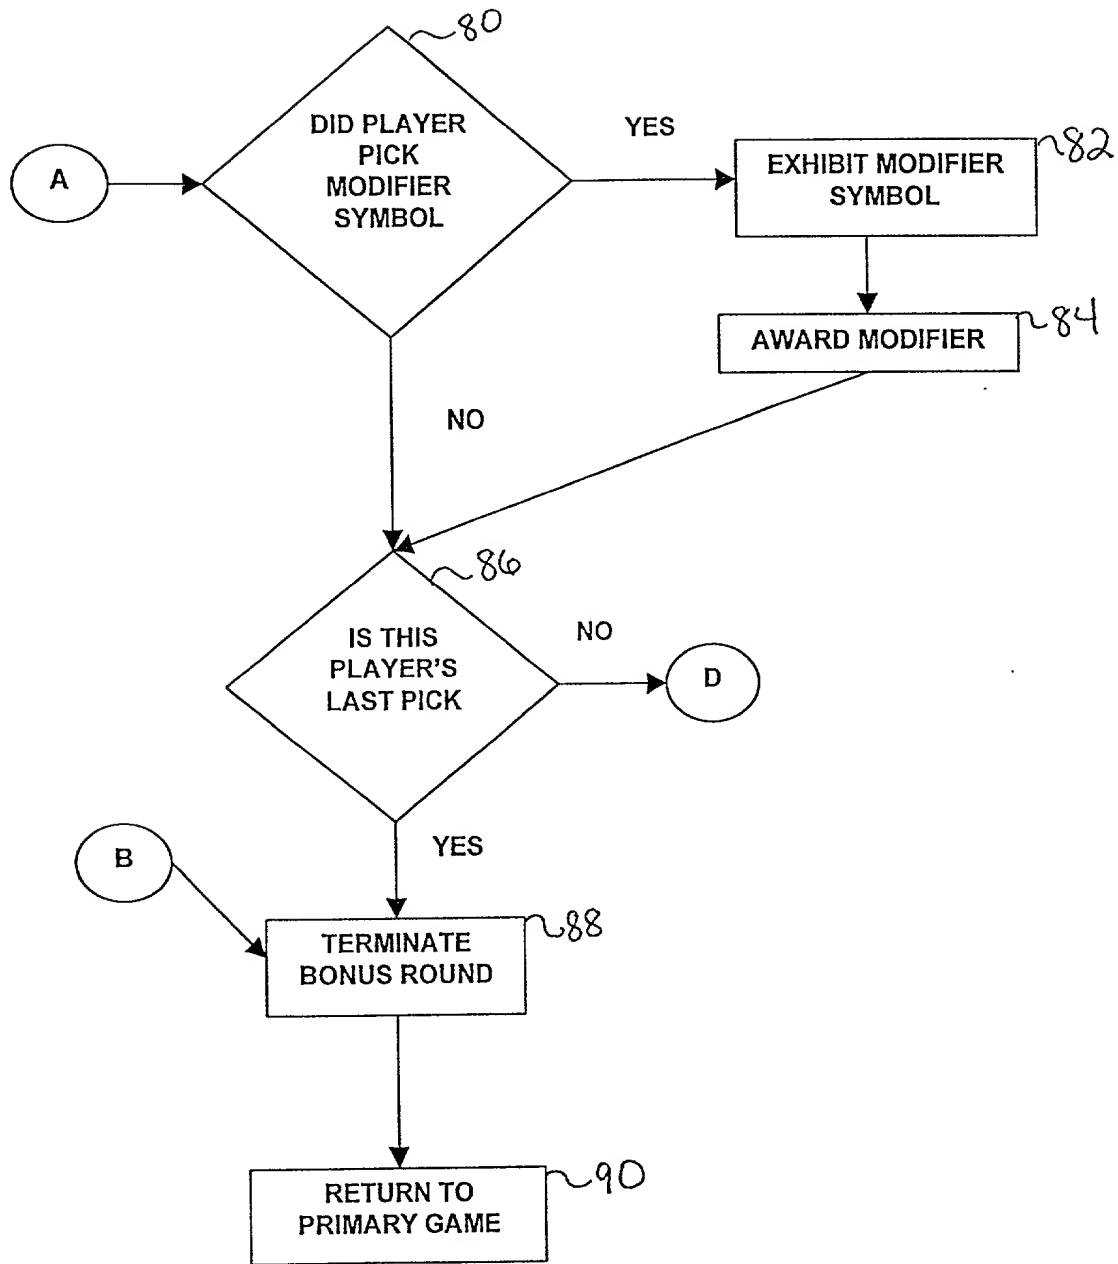 80
DID PLAYER
PICK
MODIFIER
SYMBOL
A
YES
82
EXHIBIT MODIFIER
SYMBOL
84
AWARD MODIFIER
NO
86
IS THIS
PLAYER'S
LAST PICK
NO
D
YES
B
88
TERMINATE
BONUS ROUND
90
RETURN TO
PRIMARY GAME